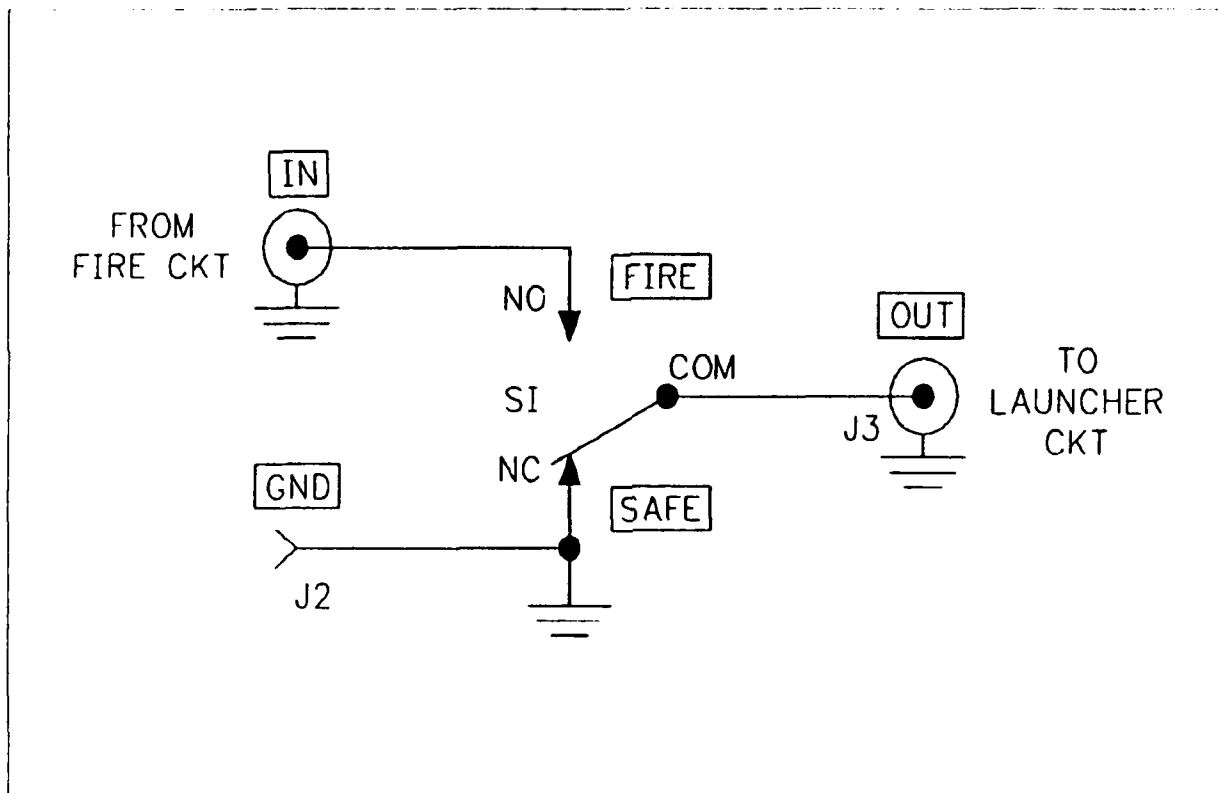 IN
FROM
FIRE CKT
NO
FIRE
OUT
COM
SI
J3
TO
LAUNCHER
CKT
NC
GND
SAFE
J2